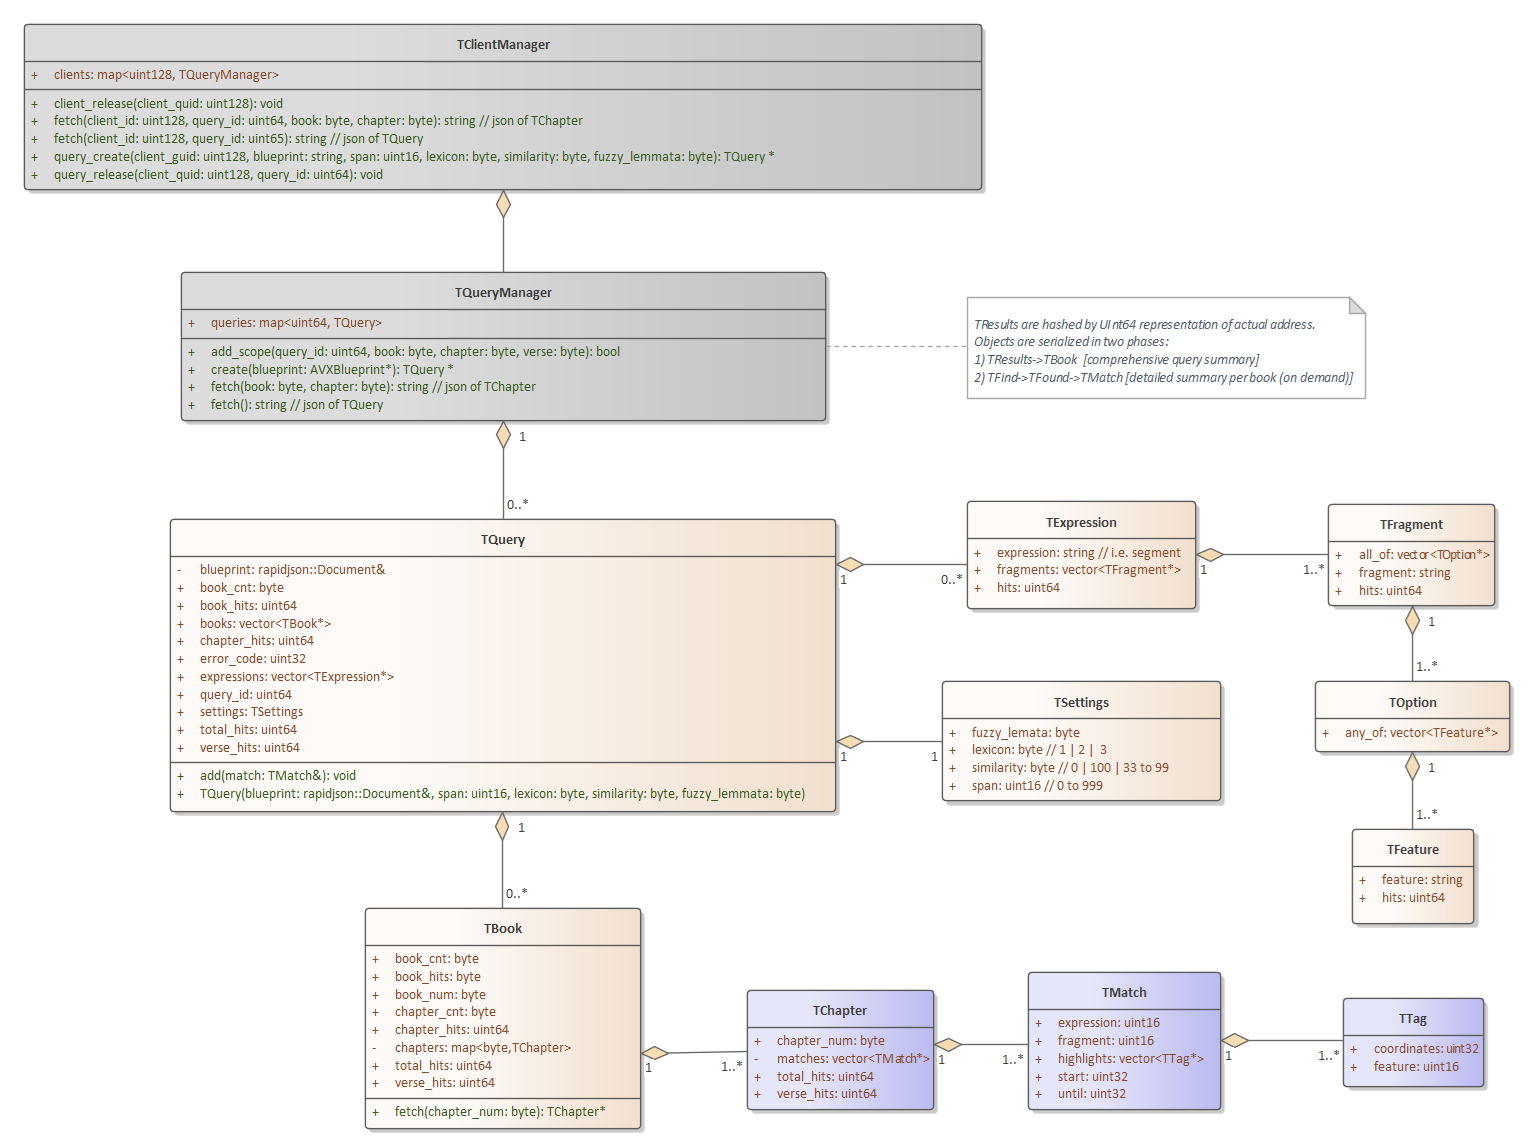 TClientManager
+ clients: map<uint128, TQueryManager>
+ client_release(client_quid: uint128): void
+ fetch(client_id: uint128, query_id: uint64, book: byte, chapter: byte): string // json of TChapter
+ fetch(client_id: uint128, query_id: uint65): string // json of TQuery
+ query_create(client_guid: uint128, blueprint: string, span: uint16, lexicon: byte, similarity: byte, fuzzy_lemmata: byte): TQuery *
+ query_release(client_quid: uint128, query_id: uint64): void
TQueryManager
+ queries: map<uint64, TQuery>
+ add_scope(query_id: uint64, book: byte, chapter: byte, verse: byte): bool
+ create(blueprint: AVXBlueprint*): TQuery *
+ fetch(book: byte, chapter: byte): string // json of TChapter
+ fetch(): string // json of TQuery
TResults are hashed by UInt64 representation of actual address.
Objects are serialized in two phases:
1) TResults->TBook [comprehensive query summary]
2) TFind->TFound->TMatch [detailed summary per book (on demand)]
1
0..*
TQuery
- blueprint: rapidjson::Document&
+ book_cnt: byte
+ book_hits: uint64
+ books: vector<TBook*>
+ chapter_hits: uint64
+ error_code: uint32
+ expressions: vector<TExpression*>
+ query_id: uint64
+ settings: TSettings
+ total_hits: uint64
+ verse_hits: uint64
+ add(match: TMatch&): void
+ TQuery(blueprint: rapidjson::Document&, span: uint16, lexicon: byte, similarity: byte, fuzzy_lemmata: byte)
1
0..*
TExpression
+ expression: string // i.e. segment
+ fragments: vector<TFragment*>
+ hits: uint64
1
1..*
TFragment
+ all_of: vector<TOption*>
+ fragment: string
+ hits: uint64
1
1..*
TOption
+ any_of: vector<TFeature*>
1
1..*
TFeature
+ feature: string
+ hits: uint64
1
1
TSettings
+ fuzzy_lemata: byte
+ lexicon: byte // 1 | 2 | 3
+ similarity: byte // 0 | 100 | 33 to 99
+ span: uint16 // 0 to 999
1
0..*
TBook
+ book_cnt: byte
+ book_hits: byte
+ book_num: byte
+ chapter_cnt: byte
+ chapter_hits: uint64
- chapters: map<byte,TChapter>
+ total_hits: uint64
+ verse_hits: uint64
+ fetch(chapter_num: byte): TChapter*
1
1..*
TChapter
+ chapter_num: byte
- matches: vector<TMatch*>
+ total_hits: uint64
+ verse_hits: uint64
1
1..*
TMatch
+ expression: uint16
+ fragment: uint16
+ highlights: vector<TTag*>
+ start: uint32
+ until: uint32
1
1..*
TTag
+ coordinates: uint32
+ feature: uint16